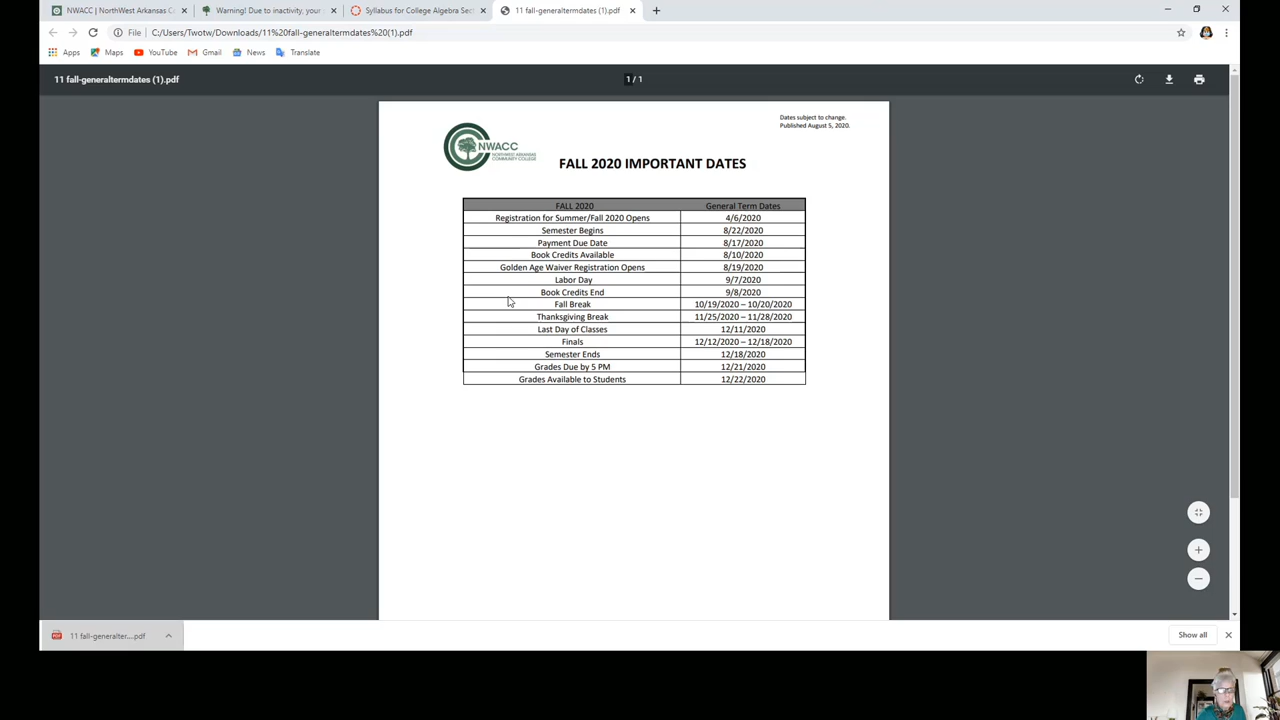 NWACC | NorthWest Arkansas Co
Warning! Due to inactivity, your
Syllabus for College Algebra Sect
11 fall-generaltermdates (1).pdf
File
C:/Users/Twotw/Downloads/11%20fall-generaltermdates%20(1).pdf
Apps
Maps
YouTube
Gmail
News
Translate
11 fall-generaltermdates (1).pdf
1 / 1
Dates subject to change.
Published August 5, 2020.
NWACC
NORTHWEST ARKANSAS
COMMUNITY COLLEGE
FALL 2020 IMPORTANT DATES
FALL 2020 General Term Dates
Registration for Summer/Fall 2020 Opens 4/6/2020
Semester Begins 8/22/2020
Payment Due Date 8/17/2020
Book Credits Available 8/10/2020
Golden Age Waiver Registration Opens 8/19/2020
Labor Day 9/7/2020
Book Credits End 9/8/2020
Fall Break 10/19/2020 – 10/20/2020
Thanksgiving Break 11/25/2020 – 11/28/2020
Last Day of Classes 12/11/2020
Finals 12/12/2020 – 12/18/2020
Semester Ends 12/18/2020
Grades Due by 5 PM 12/21/2020
Grades Available to Students 12/22/2020
11 fall-generalter....pdf
Show all